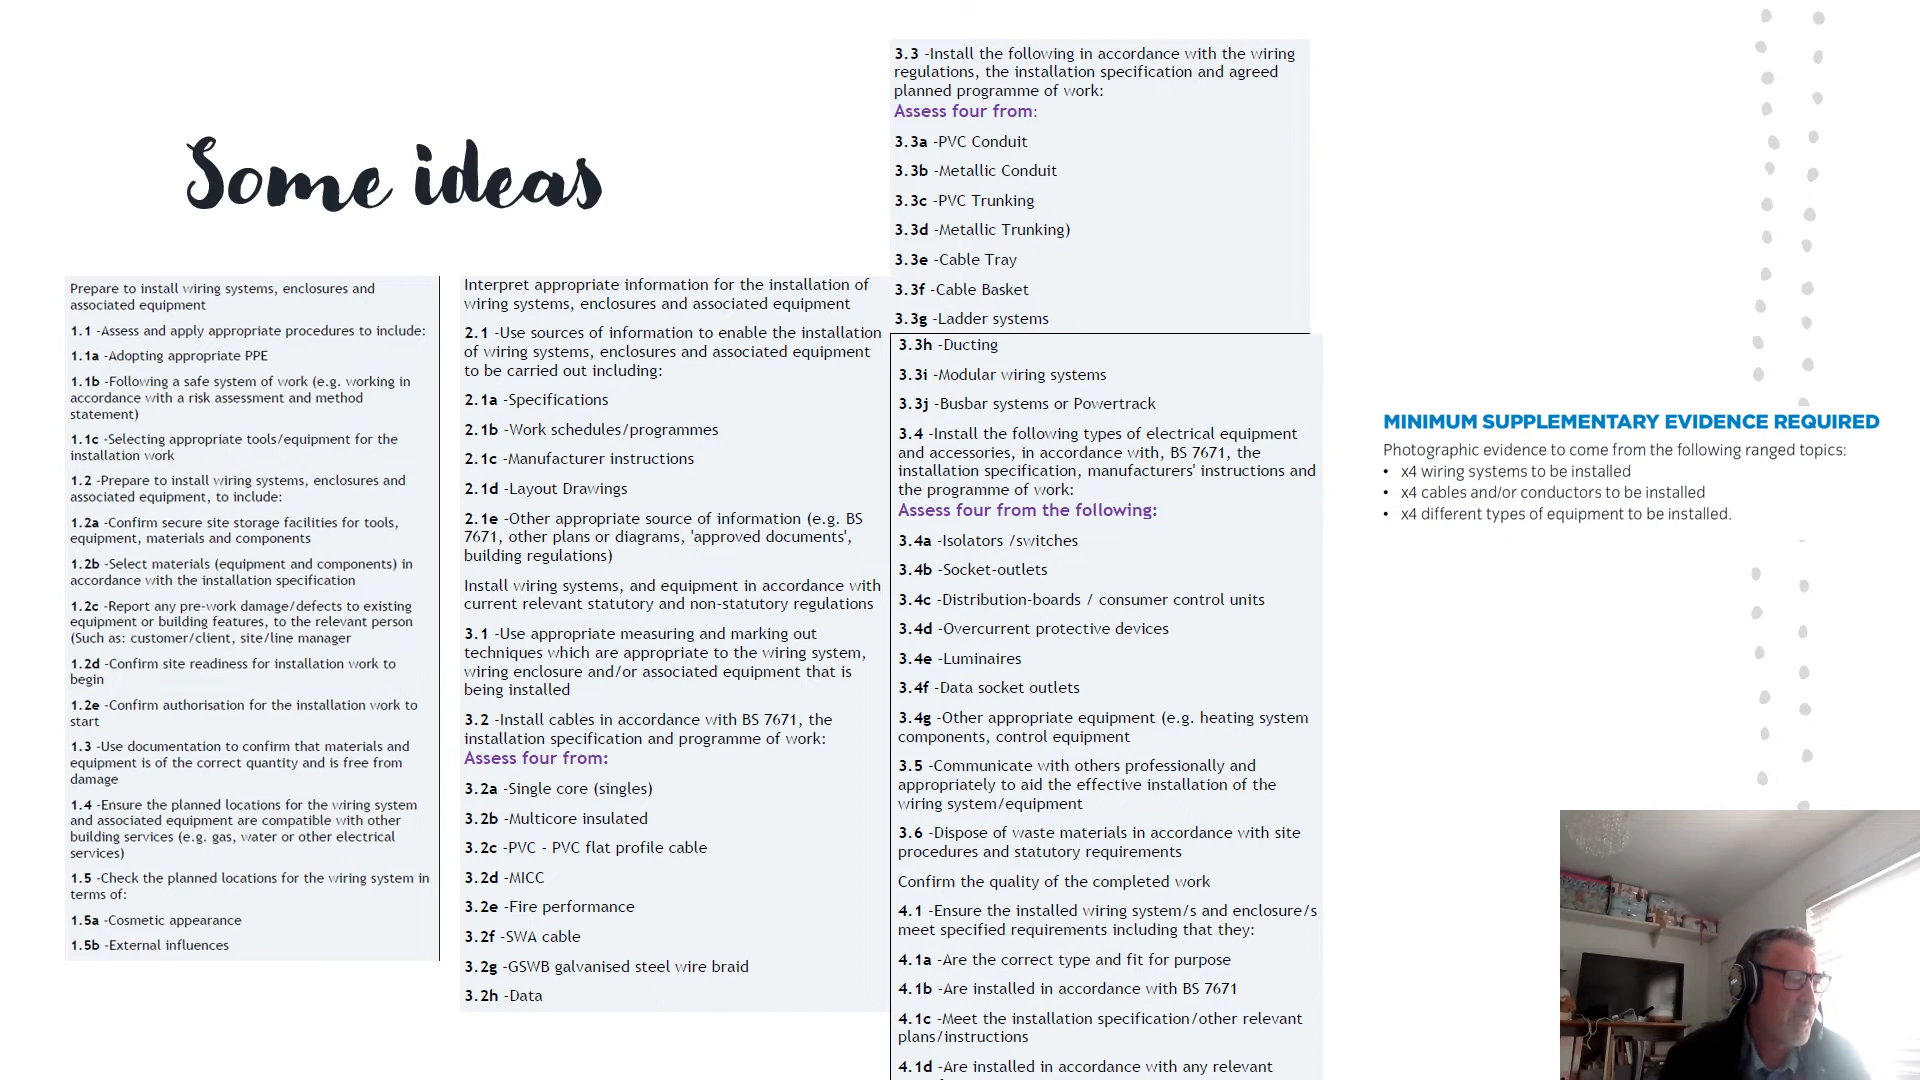 Some ideas
Prepare to install wiring systems, enclosures and
associated equipment
1.1 -Assess and apply appropriate procedures to include:
1.1a -Adopting appropriate PPE
1.1b -Following a safe system of work (e.g. working in
accordance with a risk assessment and method
statement)
1.1c -Selecting appropriate tools/equipment for the
installation work
1.2 -Prepare to install wiring systems, enclosures and
associated equipment, to include:
1.2a -Confirm secure site storage facilities for tools,
equipment, materials and components
1.2b -Select materials (equipment and components) in
accordance with the installation specification
1.2c -Report any pre-work damage/defects to existing
equipment or building features, to the relevant person
(Such as: customer/client, site/line manager
1.2d -Confirm site readiness for installation work to
begin
1.2e -Confirm authorisation for the installation work to
start
1.3 -Use documentation to confirm that materials and
equipment is of the correct quantity and is free from
damage
1.4 -Ensure the planned locations for the wiring system
and associated equipment are compatible with other
building services (e.g. gas, water or other electrical
services)
1.5 -Check the planned locations for the wiring system in
terms of:
1.5a -Cosmetic appearance
1.5b -External influences
Interpret appropriate information for the installation of
wiring systems, enclosures and associated equipment
2.1 -Use sources of information to enable the installation
of wiring systems, enclosures and associated equipment
to be carried out including:
2.1a -Specifications
2.1b -Work schedules/programmes
2.1c -Manufacturer instructions
2.1d -Layout Drawings
2.1e -Other appropriate source of information (e.g. BS
7671, other plans or diagrams, 'approved documents',
building regulations)
Install wiring systems, and equipment in accordance with
current relevant statutory and non-statutory regulations
3.1 -Use appropriate measuring and marking out
techniques which are appropriate to the wiring system,
wiring enclosure and/or associated equipment that is
being installed
3.2 -Install cables in accordance with BS 7671, the
installation specification and programme of work:
Assess four from:
3.2a -Single core (singles)
3.2b -Multicore insulated
3.2c -PVC - PVC flat profile cable
3.2d -MICC
3.2e -Fire performance
3.2f -SWA cable
3.2g -GSWB galvanised steel wire braid
3.2h -Data
3.3 -Install the following in accordance with the wiring
regulations, the installation specification and agreed
planned programme of work:
Assess four from:
3.3a -PVC Conduit
3.3b -Metallic Conduit
3.3c -PVC Trunking
3.3d -Metallic Trunking)
3.3e -Cable Tray
3.3f -Cable Basket
3.3g -Ladder systems
3.3h -Ducting
3.3i -Modular wiring systems
3.3j -Busbar systems or Powertrack
3.4 -Install the following types of electrical equipment
and accessories, in accordance with, BS 7671, the
installation specification, manufacturers' instructions and
the programme of work:
Assess four from the following:
3.4a -Isolators /switches
3.4b -Socket-outlets
3.4c -Distribution-boards / consumer control units
3.4d -Overcurrent protective devices
3.4e -Luminaires
3.4f -Data socket outlets
3.4g -Other appropriate equipment (e.g. heating system
components, control equipment
3.5 -Communicate with others professionally and
appropriately to aid the effective installation of the
wiring system/equipment
3.6 -Dispose of waste materials in accordance with site
procedures and statutory requirements
Confirm the quality of the completed work
4.1 -Ensure the installed wiring system/s and enclosure/s
meet specified requirements including that they:
4.1a -Are the correct type and fit for purpose
4.1b -Are installed in accordance with BS 7671
4.1c -Meet the installation specification/other relevant
plans/instructions
4.1d -Are installed in accordance with any relevant
MINIMUM SUPPLEMENTARY EVIDENCE REQUIRED
Photographic evidence to come from the following ranged topics:
• x4 wiring systems to be installed
• x4 cables and/or conductors to be installed
• x4 different types of equipment to be installed.